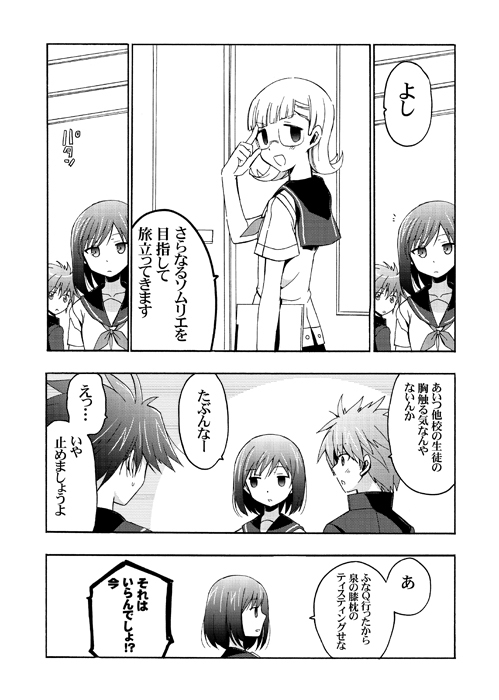 よし
さらなるソムリエを
目指して
旅立ってきます
パタン
あいつ他校の生徒の
胸触る気なんや
ないんか
たぶんなー
えっ…
いや
止めましょうよ
あ
ふなQ行ったから
泉の膝枕の
ティスティングせな
それは
いらんでしょ!?
今